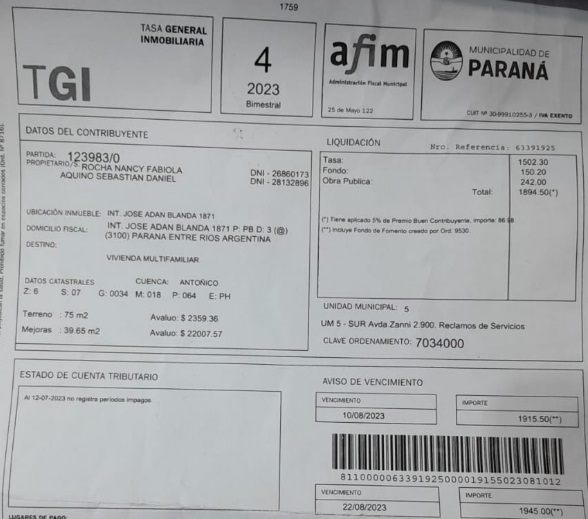 1759
TASA GENERAL
INMOBILIARIA
TGI
4
2023
Bimestral
afim
Administración Fiscal Municipal
25 de Mayo 123
MUNICIPALIDAD DE
PARANÁ
CUIT Nº 30-99910255-3 / IVA EXENTO
DATOS DEL CONTRIBUYENTE
PARTIDA: 123983/0
PROPIETARIO/S: ROCHA NANCY FABIOLA DNI - 26860173
AQUINO SEBASTIAN DANIEL DNI - 28132896
UBICACIÓN INMUEBLE: INT. JOSE ADAN BLANDA 1871
DOMICILIO FISCAL: INT. JOSE ADAN BLANDA 1871 P: PB D: 3 (@)
(3100) PARANA ENTRE RIOS ARGENTINA
DESTINO:
VIVIENDA MULTIFAMILIAR
DATOS CATASTRALES CUENCA: ANTOÑICO
Z: 6 S: 07 G: 0034 M: 018 P: 064 E: PH
Terreno : 75 m2 Avaluo: $ 2359.36
Mejoras : 39.65 m2 Avaluo: $ 22007.57
LIQUIDACIÓN Nro. Referencia: 63391925
Tasa: 1502.30
Fondo: 150.20
Obra Publica: 242.00
Total: 1894.50(*)
(*) Tiene aplicado 5% de Premio Buen Contribuyente, importe:
(**) Incluye Fondo de Fomento creado por Ord. 9530.
UNIDAD MUNICIPAL: 5
UM 5 - SUR Avda.Zanni 2.900. Reclamos de Servicios
CLAVE ORDENAMIENTO: 7034000
ESTADO DE CUENTA TRIBUTARIO
Al 12-07-2023 no registra períodos impagos
AVISO DE VENCIMIENTO
VENCIMIENTO IMPORTE
10/08/2023 1915.50(**)
811000006339192500001915502308101​2
VENCIMIENTO IMPORTE
22/08/2023 1945.00(**)
LUGARES DE PAGO: